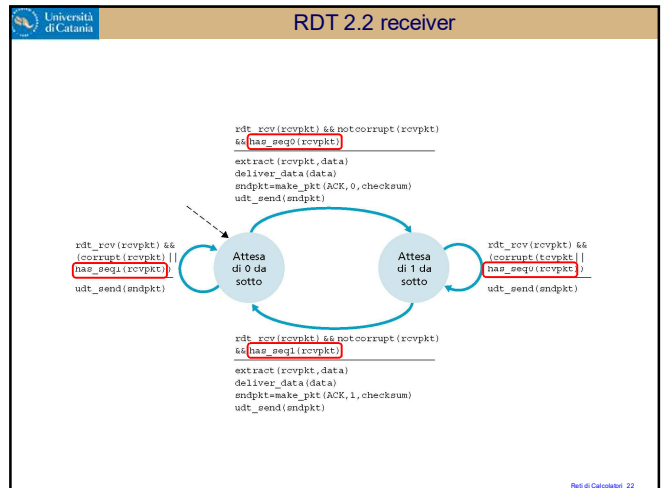 Università
di Catania
RDT 2.2 receiver
rdt_rcv(rcvpkt) && notcorrupt(rcvpkt)
&& has_seq0(rcvpkt)
extract(rcvpkt,data)
deliver_data(data)
sndpkt=make_pkt(ACK,0,checksum)
udt_send(sndpkt)
rdt_rcv(rcvpkt) &&
(corrupt(rcvpkt)||
has_seq1(rcvpkt))
udt_send(sndpkt)
Attesa
di 0 da
sotto
Attesa
di 1 da
sotto
rdt_rcv(rcvpkt) &&
(corrupt(tcvpkt||
has_seq0(rcvpkt))
udt_send(sndpkt)
rdt_rcv(rcvpkt) && notcorrupt(rcvpkt)
&& has_seq1(rcvpkt)
extract(rcvpkt,data)
deliver_data(data)
sndpkt=make_pkt(ACK,1,checksum)
udt_send(sndpkt)
Reti di Calcolatori 22